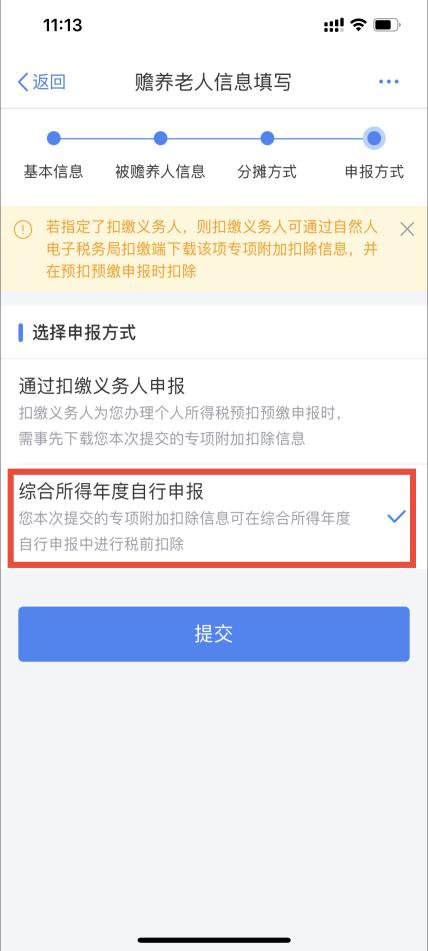 11:13
返回
赡养老人信息填写
基本信息
被赡养人信息
分摊方式
申报方式
若指定了扣缴义务人，则扣缴义务人可通过自然人
电子税务局扣缴端下载该项专项附加扣除信息，并
在预扣预缴申报时扣除
选择申报方式
通过扣缴义务人申报
扣缴义务人为您办理个人所得税预扣预缴申报时，
需事先下载您本次提交的专项附加扣除信息
综合所得年度自行申报
您本次提交的专项附加扣除信息可在综合所得年度
自行申报中进行税前扣除
提交